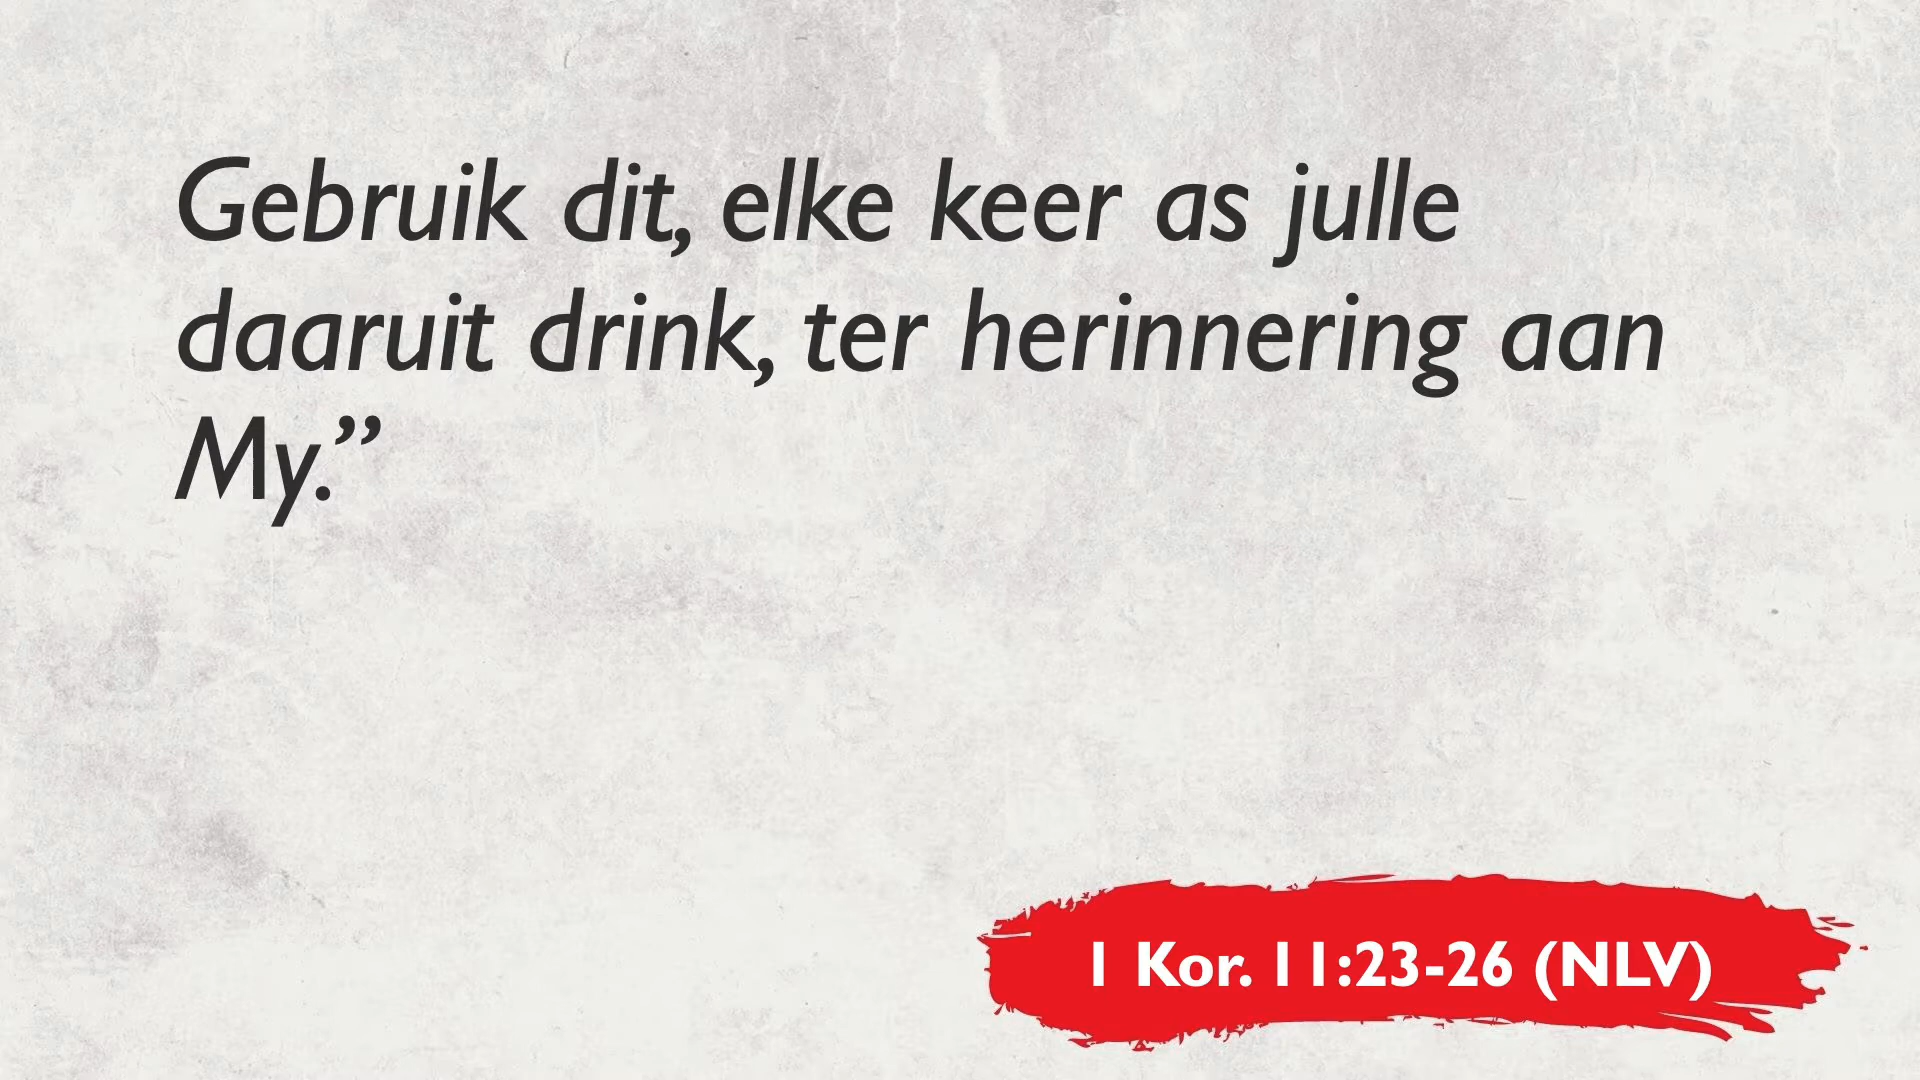 Gebruik dit, elke keer as julle
daaruit drink, ter herinnering aan
My.”
1 Kor. 11:23-26 (NLV)